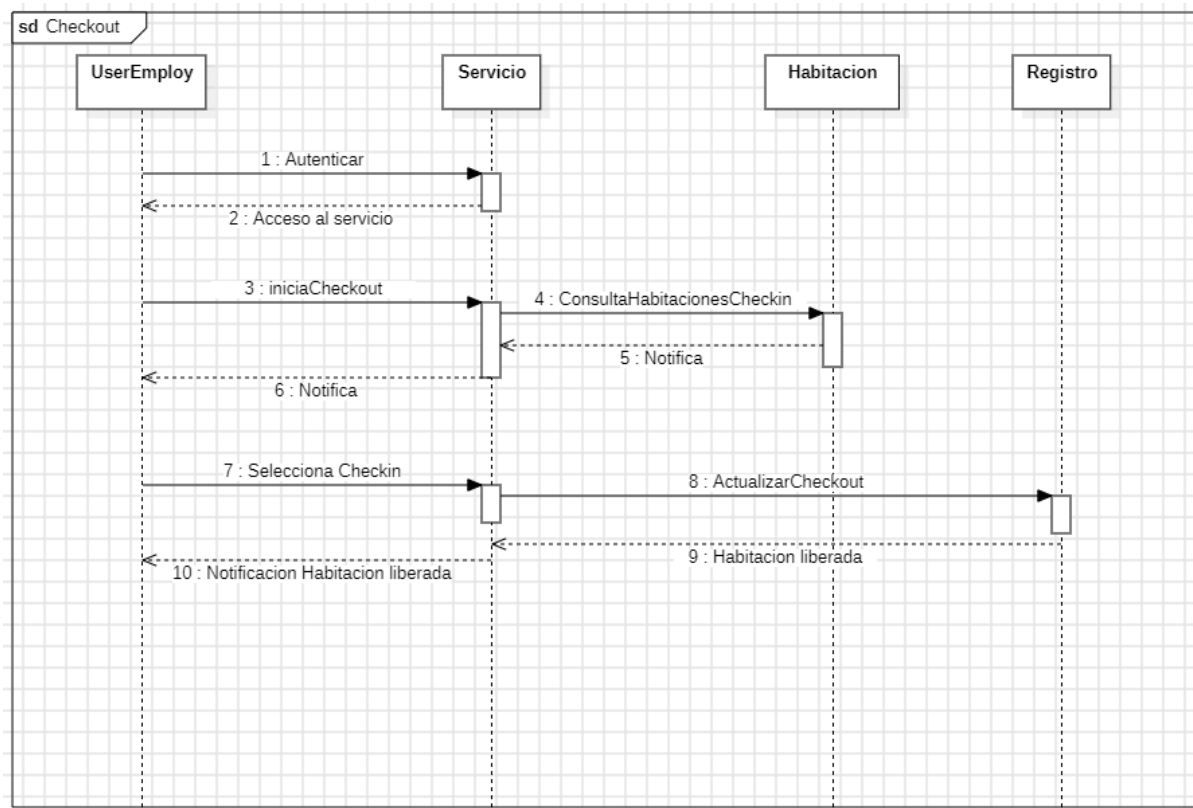 sd Checkout
UserEmploy
Servicio
Habitacion
Registro
1 : Autenticar
2 : Acceso al servicio
3 : iniciaCheckout
4 : ConsultaHabitacionesCheckin
5 : Notifica
6 : Notifica
7 : Selecciona Checkin
8 : ActualizarCheckout
9 : Habitacion liberada
10 : Notificacion Habitacion liberada